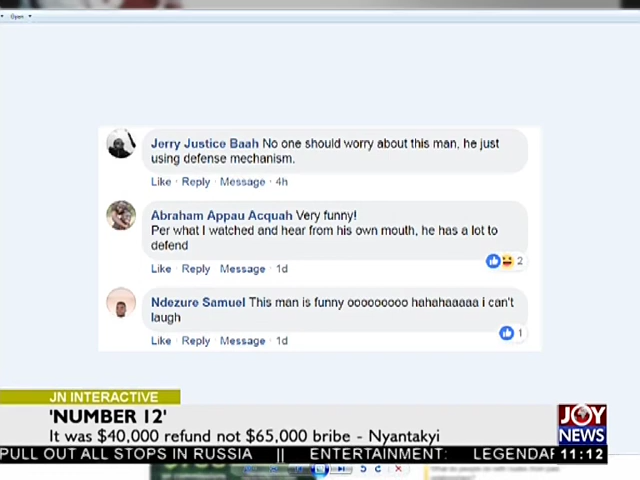 Open
Jerry Justice Baah No one should worry about this man, he just
using defense mechanism.
Like · Reply · Message · 4h
Abraham Appau Acquah Very funny!
Per what I watched and hear from his own mouth, he has a lot to
defend
2
Like · Reply · Message · 1d
Ndezure Samuel This man is funny ooooooooo hahahaaaaa i can't
laugh
1
Like · Reply · Message · 1d
JN INTERACTIVE
'NUMBER 12'
It was $40,000 refund not $65,000 bribe - Nyantakyi
JOY
NEWS
PULL OUT ALL STOPS IN RUSSIA || ENTERTAINMENT: LEGENDAR
11:12